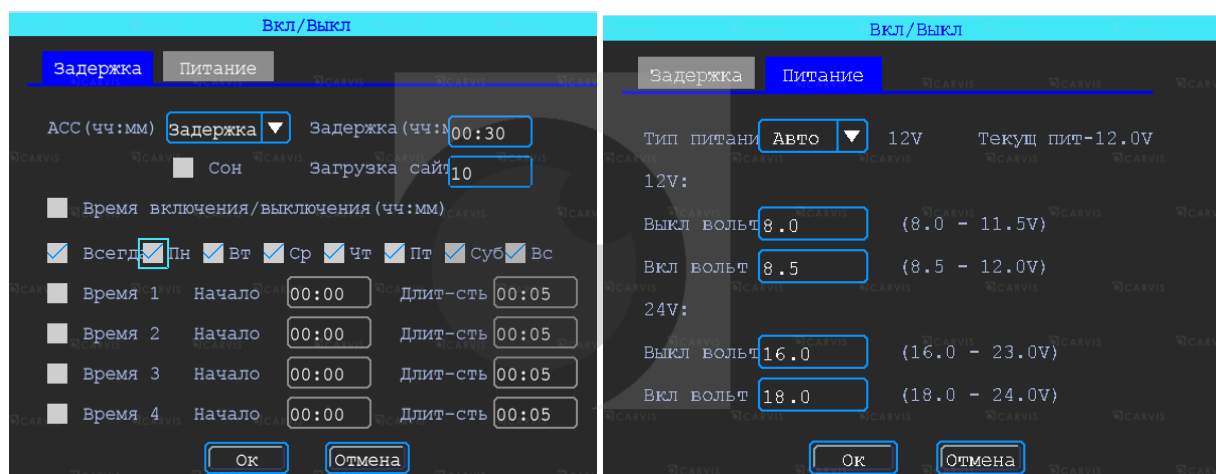 Вкл/Выкл
Задержка Питание
ACC(чч:мм) Задержка Задержка(чч:м 00:30
Сон Загрузка сайт 10
Время включения/выключения(чч:мм)
Всегда Пн Вт Ср Чт Пт Суб Вс
Время 1 Начало 00:00 Длит-сть 00:05
Время 2 Начало 00:00 Длит-сть 00:05
Время 3 Начало 00:00 Длит-сть 00:05
Время 4 Начало 00:00 Длит-сть 00:05
Ок Отмена
Вкл/Выкл
Задержка Питание
Тип питани Авто 12V Текущ пит-12.0V
12V:
Выкл вольт 8.0 (8.0 - 11.5V)
Вкл вольт 8.5 (8.5 - 12.0V)
24V:
Выкл вольт 16.0 (16.0 - 23.0V)
Вкл вольт 18.0 (18.0 - 24.0V)
Ок Отмена
CARVIS